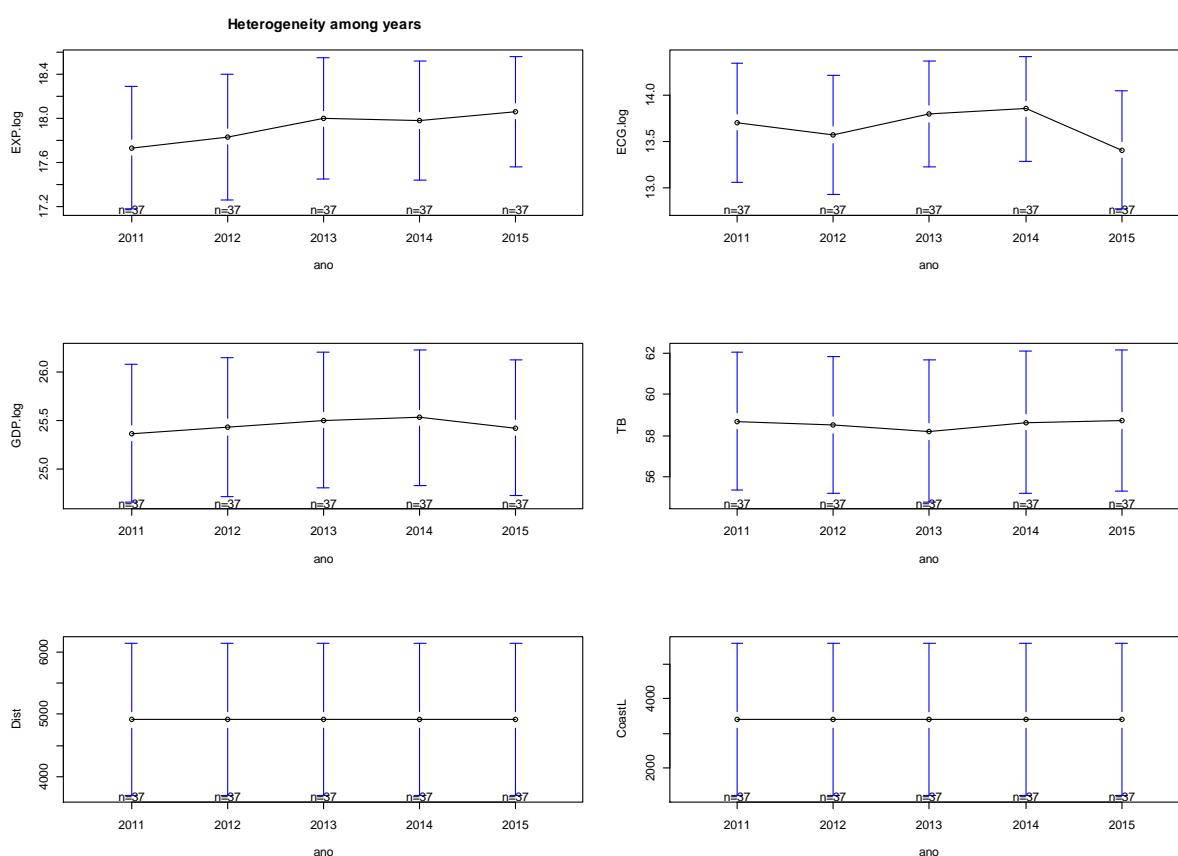 Heterogeneity among years
EXP.log
17.2 17.6 18.0 18.4
n=37 n=37 n=37 n=37 n=37
2011 2012 2013 2014 2015
ano
ECG.log
13.0 13.5 14.0
n=37 n=37 n=37 n=37 n=37
2011 2012 2013 2014 2015
ano
GDP.log
25.0 25.5 26.0
n=37 n=37 n=37 n=37 n=37
2011 2012 2013 2014 2015
ano
TB
56 58 60 62
n=37 n=37 n=37 n=37 n=37
2011 2012 2013 2014 2015
ano
Dist
4000 5000 6000
n=37 n=37 n=37 n=37 n=37
2011 2012 2013 2014 2015
ano
CoastL
2000 4000
n=37 n=37 n=37 n=37 n=37
2011 2012 2013 2014 2015
ano